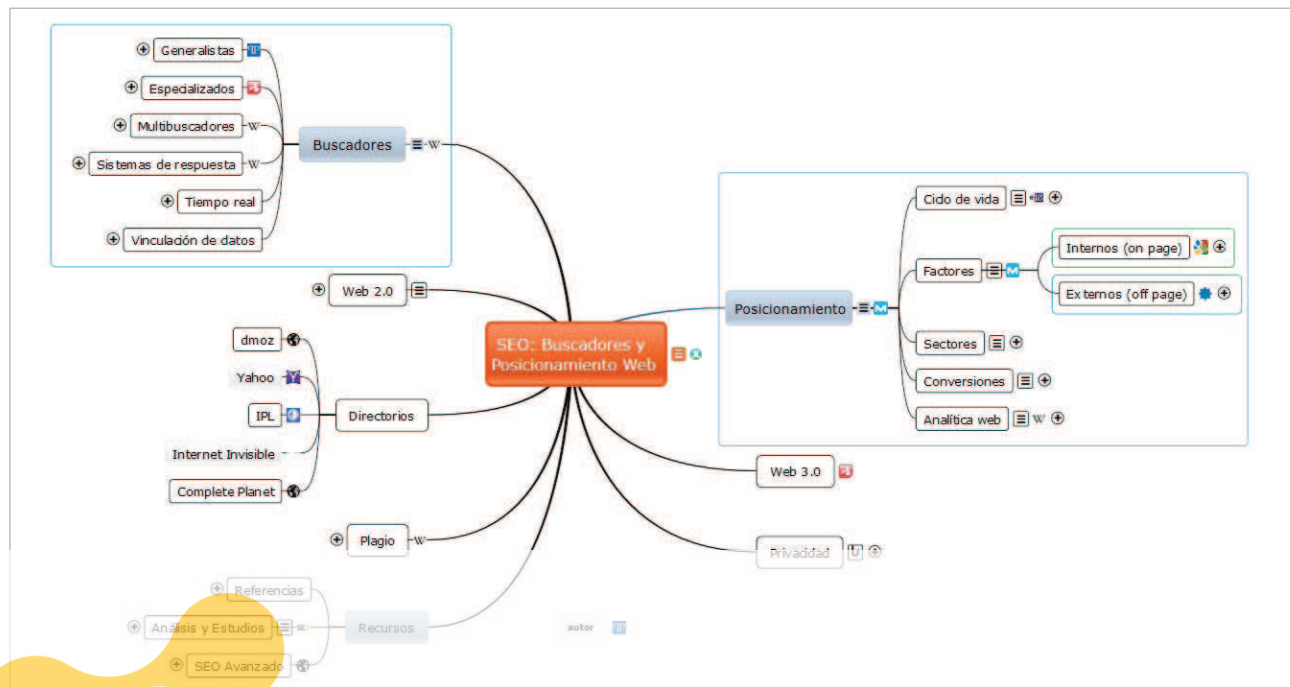 Generalistas
Especializados
Multibuscadores
W
Sistemas de respuesta
W
Tiempo real
Vinculación de datos
Buscadores
W
Web 2.0
dmoz
Yahoo
IPL
Internet Invisible
Complete Planet
Directorios
Plagio
W
Referencias
Análisis y Estudios
SEO Avanzado
Recursos
SEO: Buscadores y
Posicionamiento Web
Posicionamiento
Ciclo de vida
Factores
Internos (on page)
Externos (off page)
Sectores
Conversiones
Analítica web
W
Web 3.0
Privacidad
autor